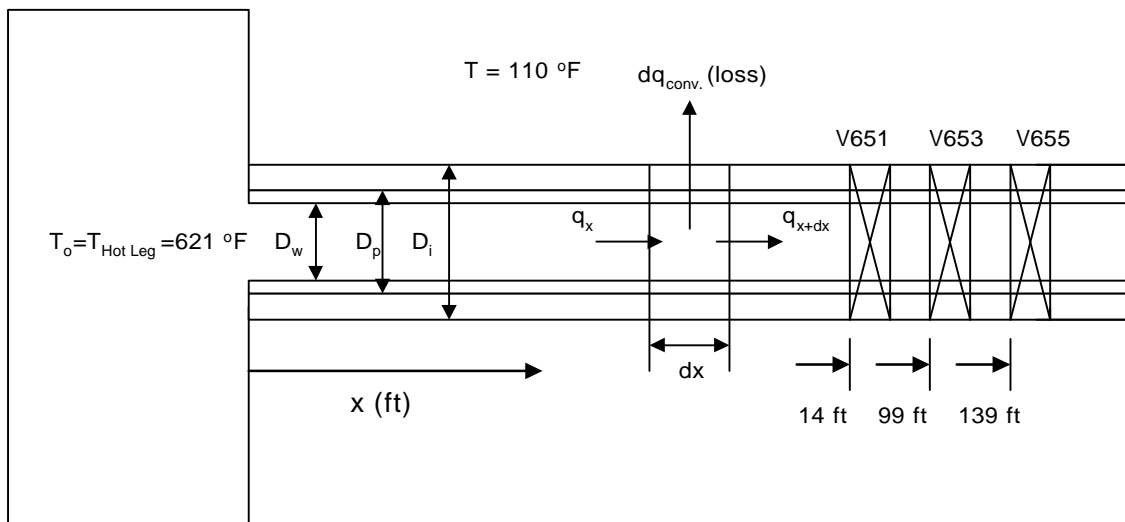 T = 110 °F
dq_conv. (loss)
V651 V653 V655
q_x
q_x+dx
T_o=T_Hot Leg =621 °F
D_w D_p D_i
dx
x (ft)
14 ft 99 ft 139 ft